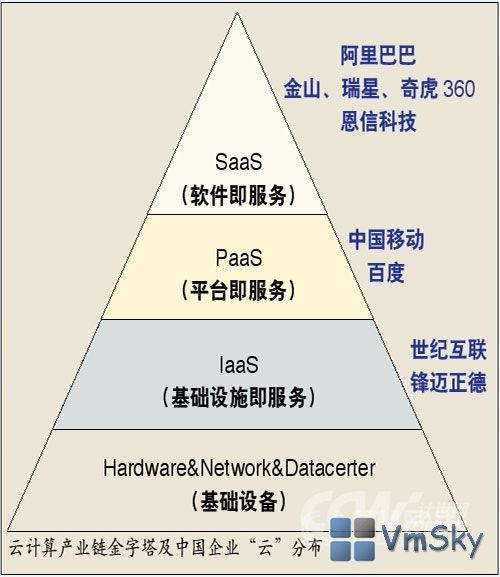 阿里巴巴
金山、瑞星、奇虎360
恩信科技
SaaS
（软件即服务）
中国移动
百度
PaaS
（平台即服务）
世纪互联
锋迈正德
IaaS
（基础设施即服务）
Hardware&Network&Datacerter
（基础设备）
云计算产业链金字塔及中国企业“云”分布
VmSky